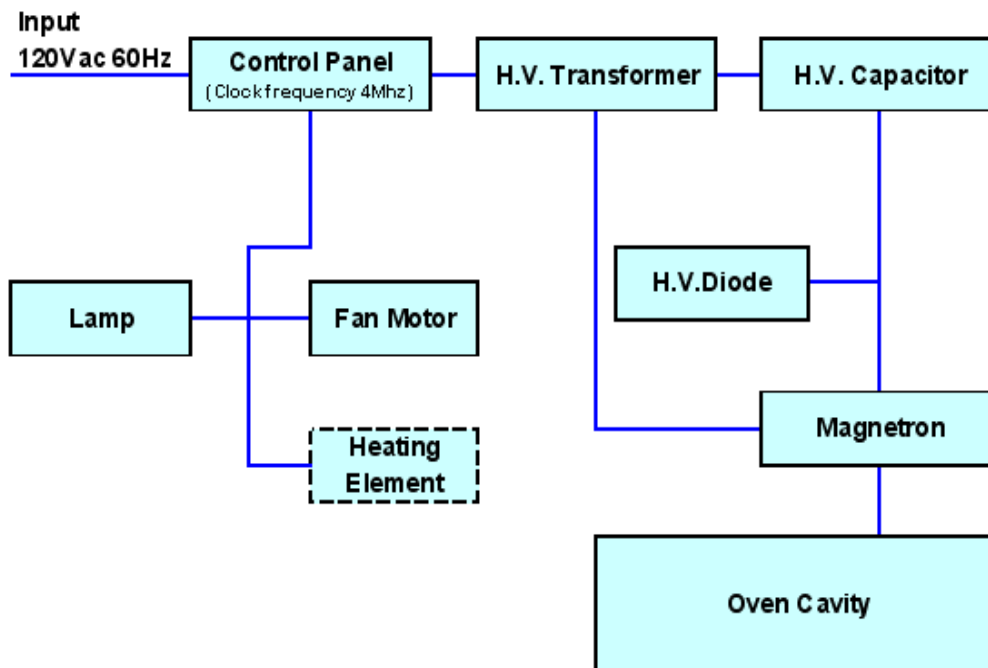 Input
120Vac 60Hz
Control Panel
(Clock frequency 4Mhz)
H.V. Transformer
H.V. Capacitor
H.V.Diode
Lamp
Fan Motor
Magnetron
Heating
Element
Oven Cavity